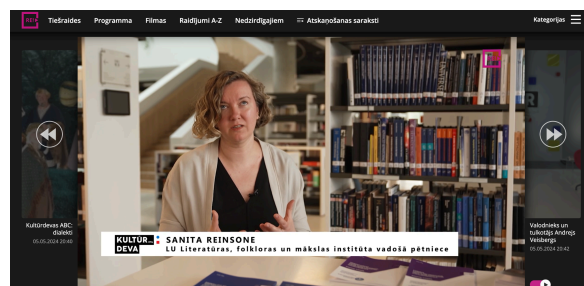 REPLAY
Tiešraides Programma Filmas Raidījumi A-Z Nedzirdīgajiem Atskaņošanas saraksti Kategorijas
Kultūrdevas ABC:
dialekti
05.05.2024 20:40
KULTŪR...
DEVA
SANITA REINSONE
LU Literatūras, folkloras un mākslas institūta vadošā pētniece
Valodnieks un
tulkotājs Andrejs
Veisbergs
05.05.2024 20:42